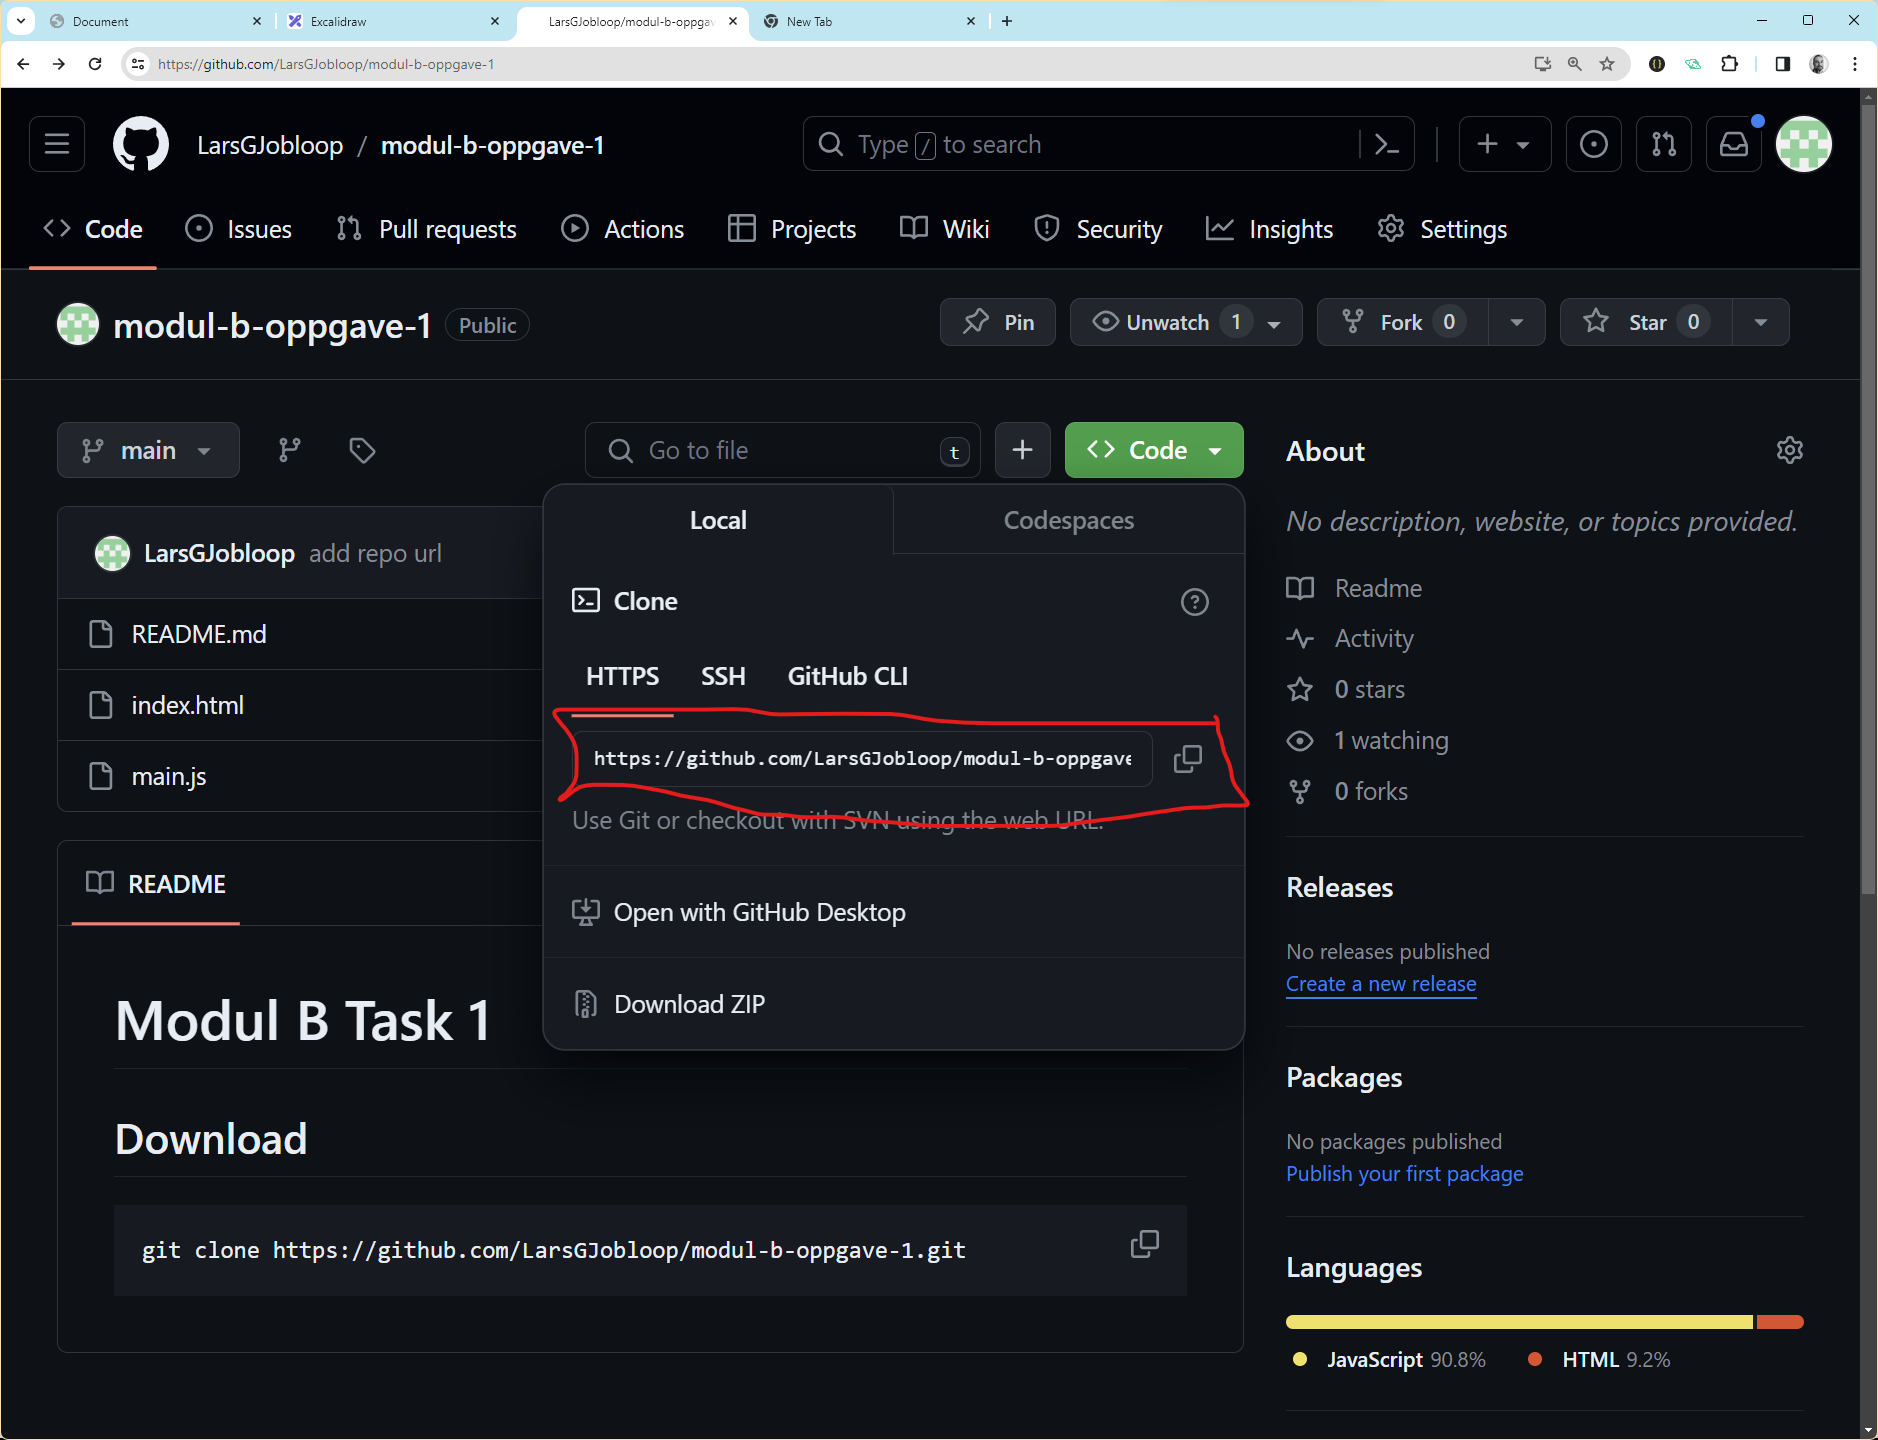 Document
Excalidraw
LarsGJobloop/modul-b-oppgav
New Tab
https://github.com/LarsGJobloop/modul-b-oppgave-1
LarsGJobloop / modul-b-oppgave-1
Type / to search
Code
Issues
Pull requests
Actions
Projects
Wiki
Security
Insights
Settings
modul-b-oppgave-1
Public
Pin
Unwatch 1
Fork 0
Star 0
main
Go to file
t
Code
Local
Codespaces
LarsGJobloop add repo url
README.md
index.html
main.js
Clone
HTTPS
SSH
GitHub CLI
https://github.com/LarsGJobloop/modul-b-oppgave
Use Git or checkout with SVN using the web URL.
Open with GitHub Desktop
Download ZIP
README
Modul B Task 1
Download
git clone https://github.com/LarsGJobloop/modul-b-oppgave-1.git
About
No description, website, or topics provided.
Readme
Activity
0 stars
1 watching
0 forks
Releases
No releases published
Create a new release
Packages
No packages published
Publish your first package
Languages
JavaScript 90.8%
HTML 9.2%